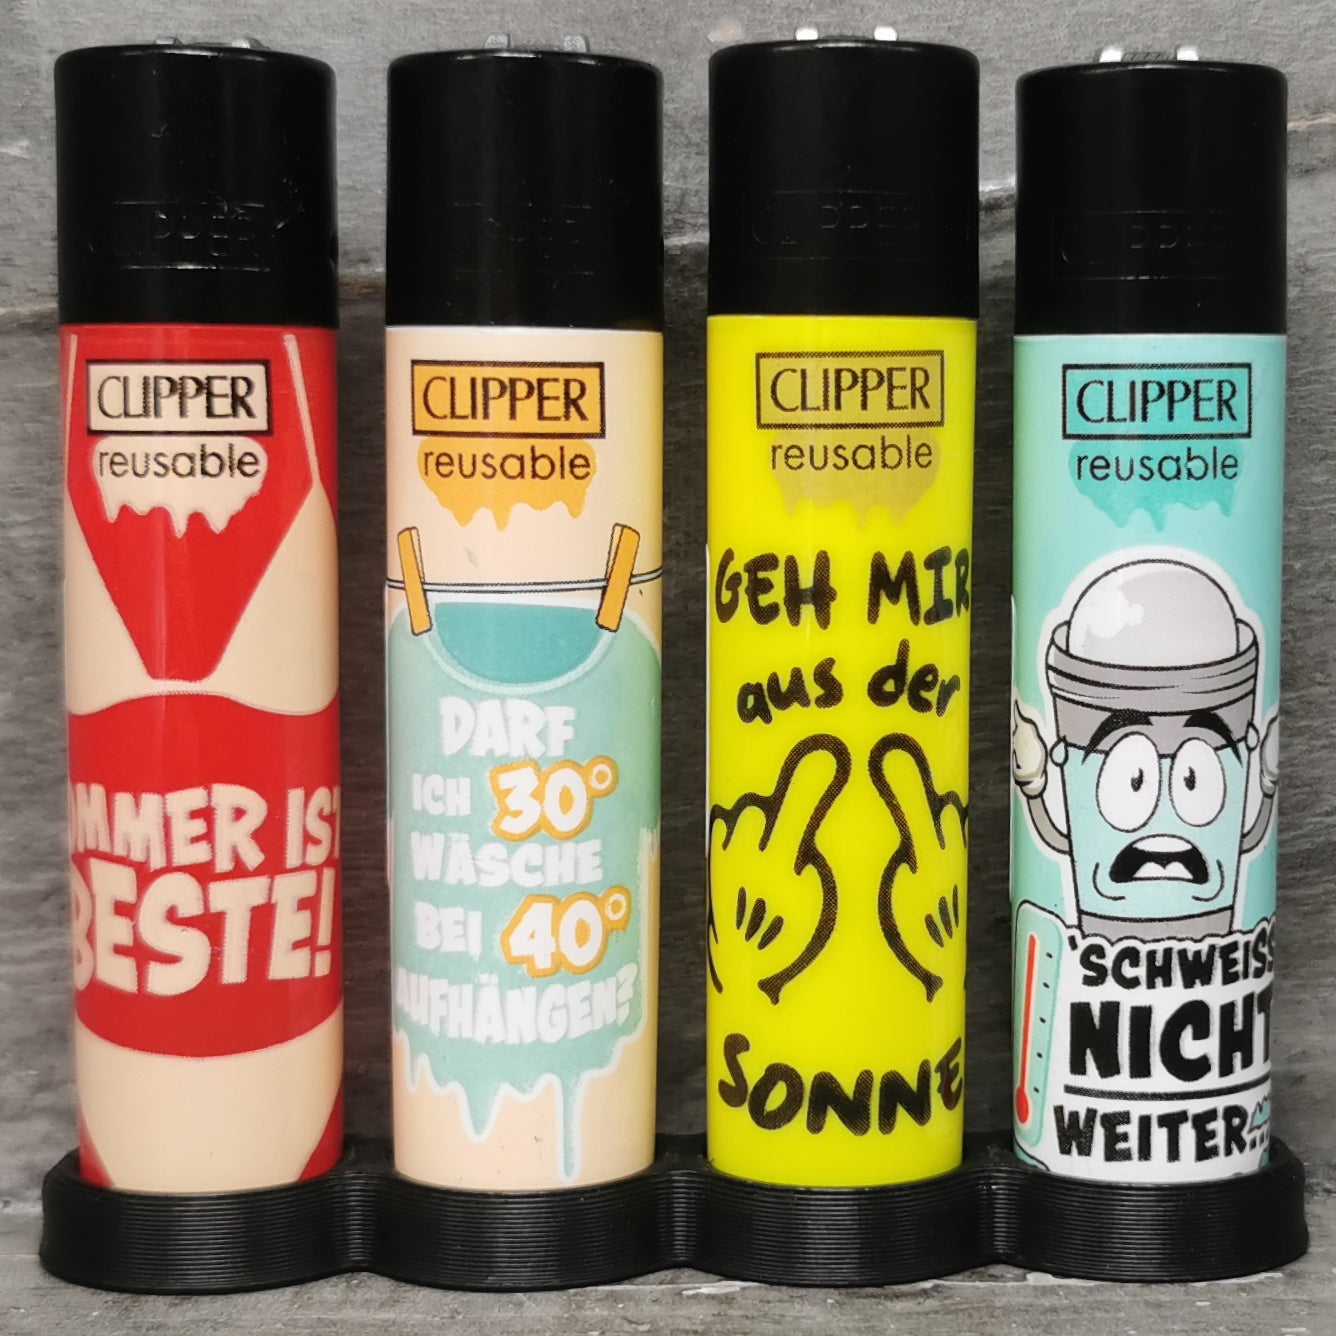 CLIPPER
reusable
OMMER IST
BESTE!
CLIPPER
reusable
DARF
ICH 30°
WÄSCHE
BEI 40°
AUFHÄNGEN?
CLIPPER
reusable
GEH MIR
aus der
SONNE
CLIPPER
reusable
'SCHWEISS
NICHT
WEITER...